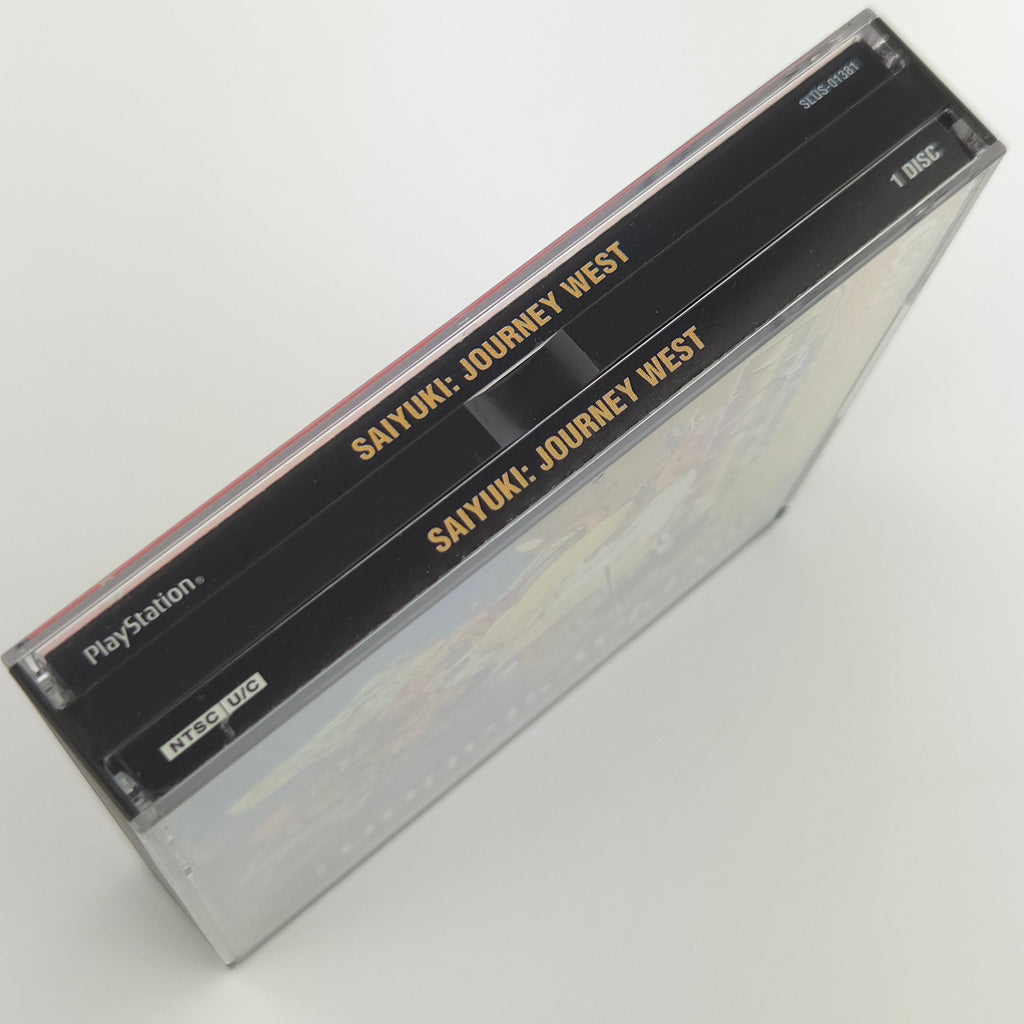 PlayStation®
SAIYUKI: JOURNEY WEST
SLUS-01381
NTSC U/C
SAIYUKI: JOURNEY WEST
1 DISC